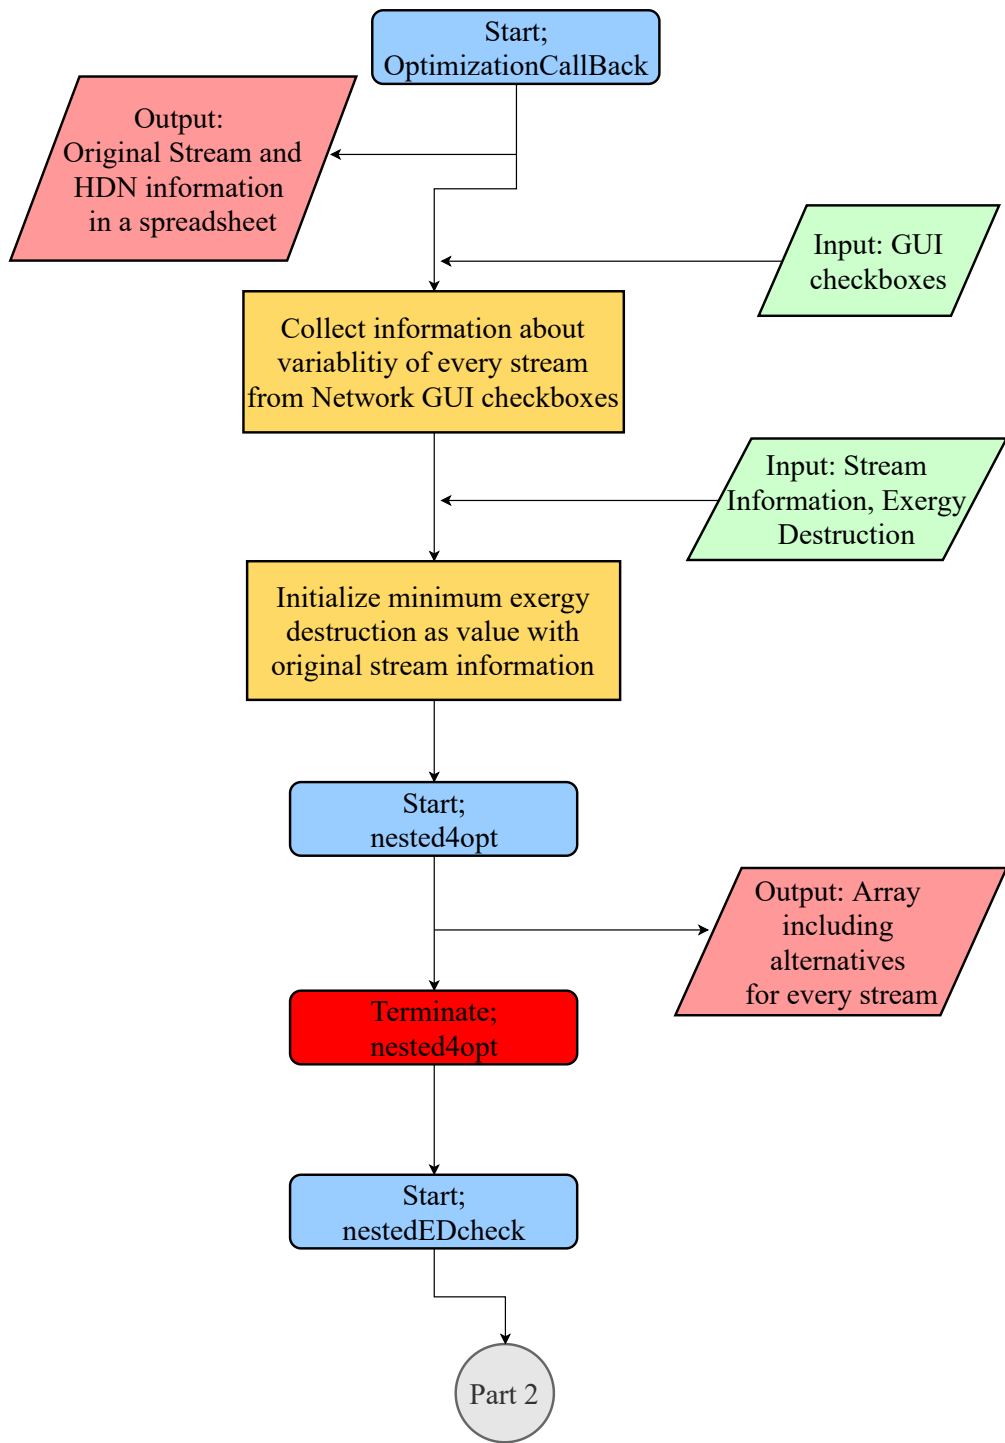 Start;
OptimizationCallBack
Output:
Original Stream and
HDN information
in a spreadsheet
Input: GUI
checkboxes
Collect information about
variablitiy of every stream
from Network GUI checkboxes
Input: Stream
Information, Exergy
Destruction
Initialize minimum exergy
destruction as value with
original stream information
Start;
nested4opt
Output: Array
including
alternatives
for every stream
Terminate;
nested4opt
Start;
nestedEDcheck
Part 2